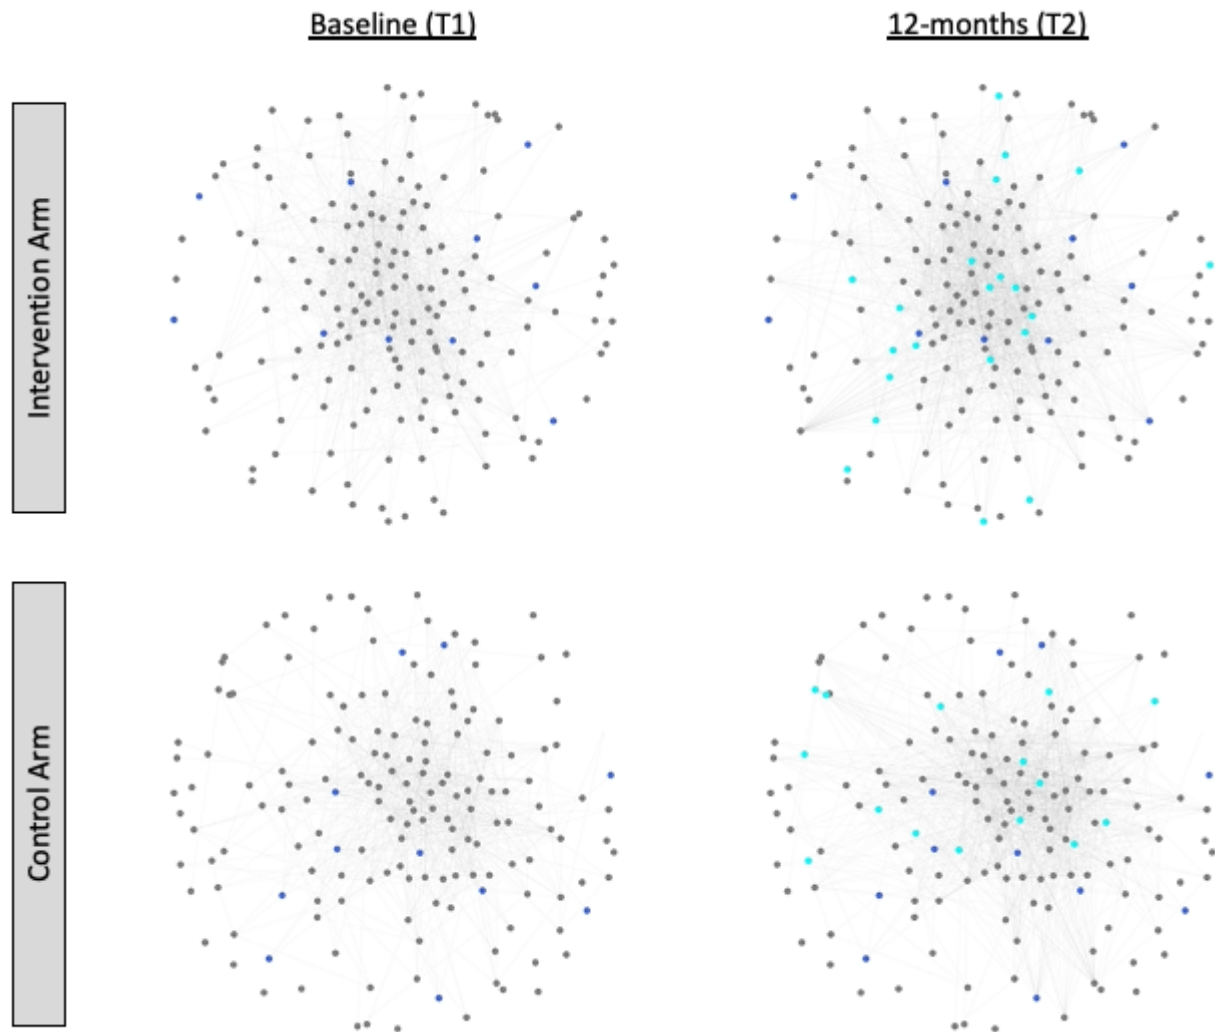 Baseline (T1)
12-months (T2)
Intervention Arm
Control Arm